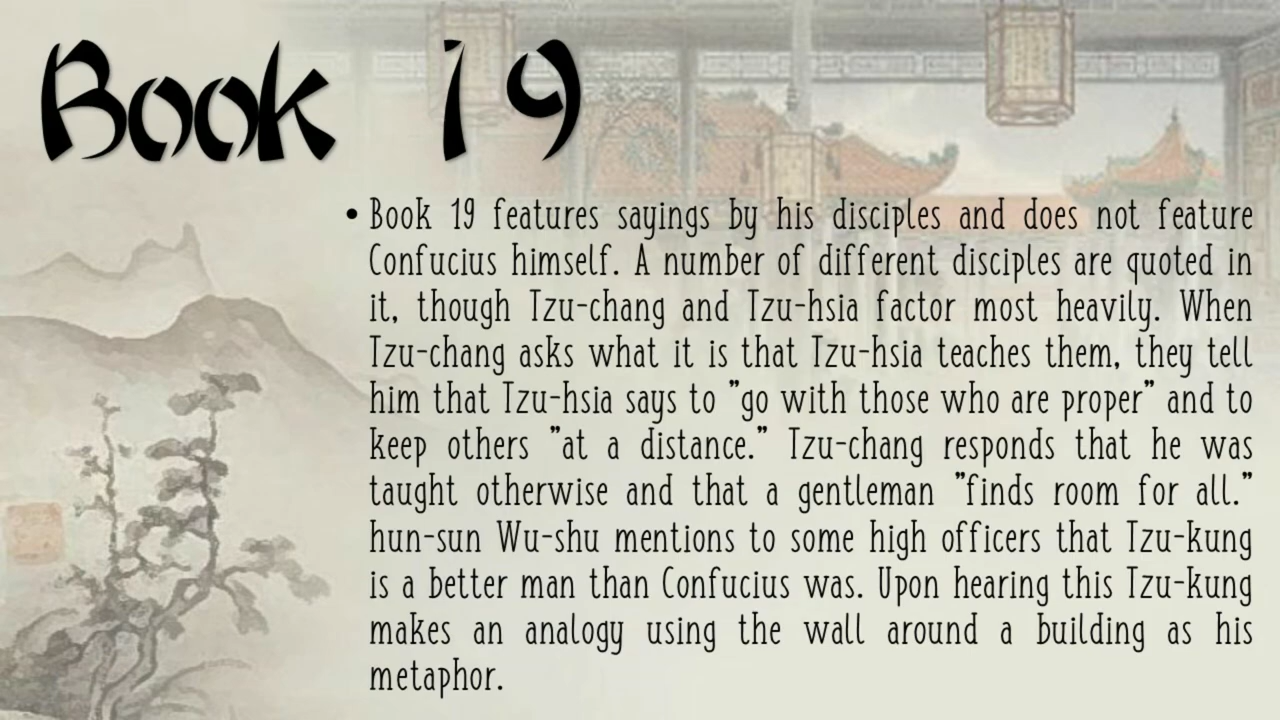 Book 19
• Book 19 features sayings by his disciples and does not feature
Confucius himself. A number of different disciples are quoted in
it, though Tzu-chang and Tzu-hsia factor most heavily. When
Tzu-chang asks what it is that Tzu-hsia teaches them, they tell
him that Tzu-hsia says to "go with those who are proper" and to
keep others "at a distance." Tzu-chang responds that he was
taught otherwise and that a gentleman "finds room for all."
hun-sun Wu-shu mentions to some high officers that Tzu-kung
is a better man than Confucius was. Upon hearing this Tzu-kung
makes an analogy using the wall around a building as his
metaphor.